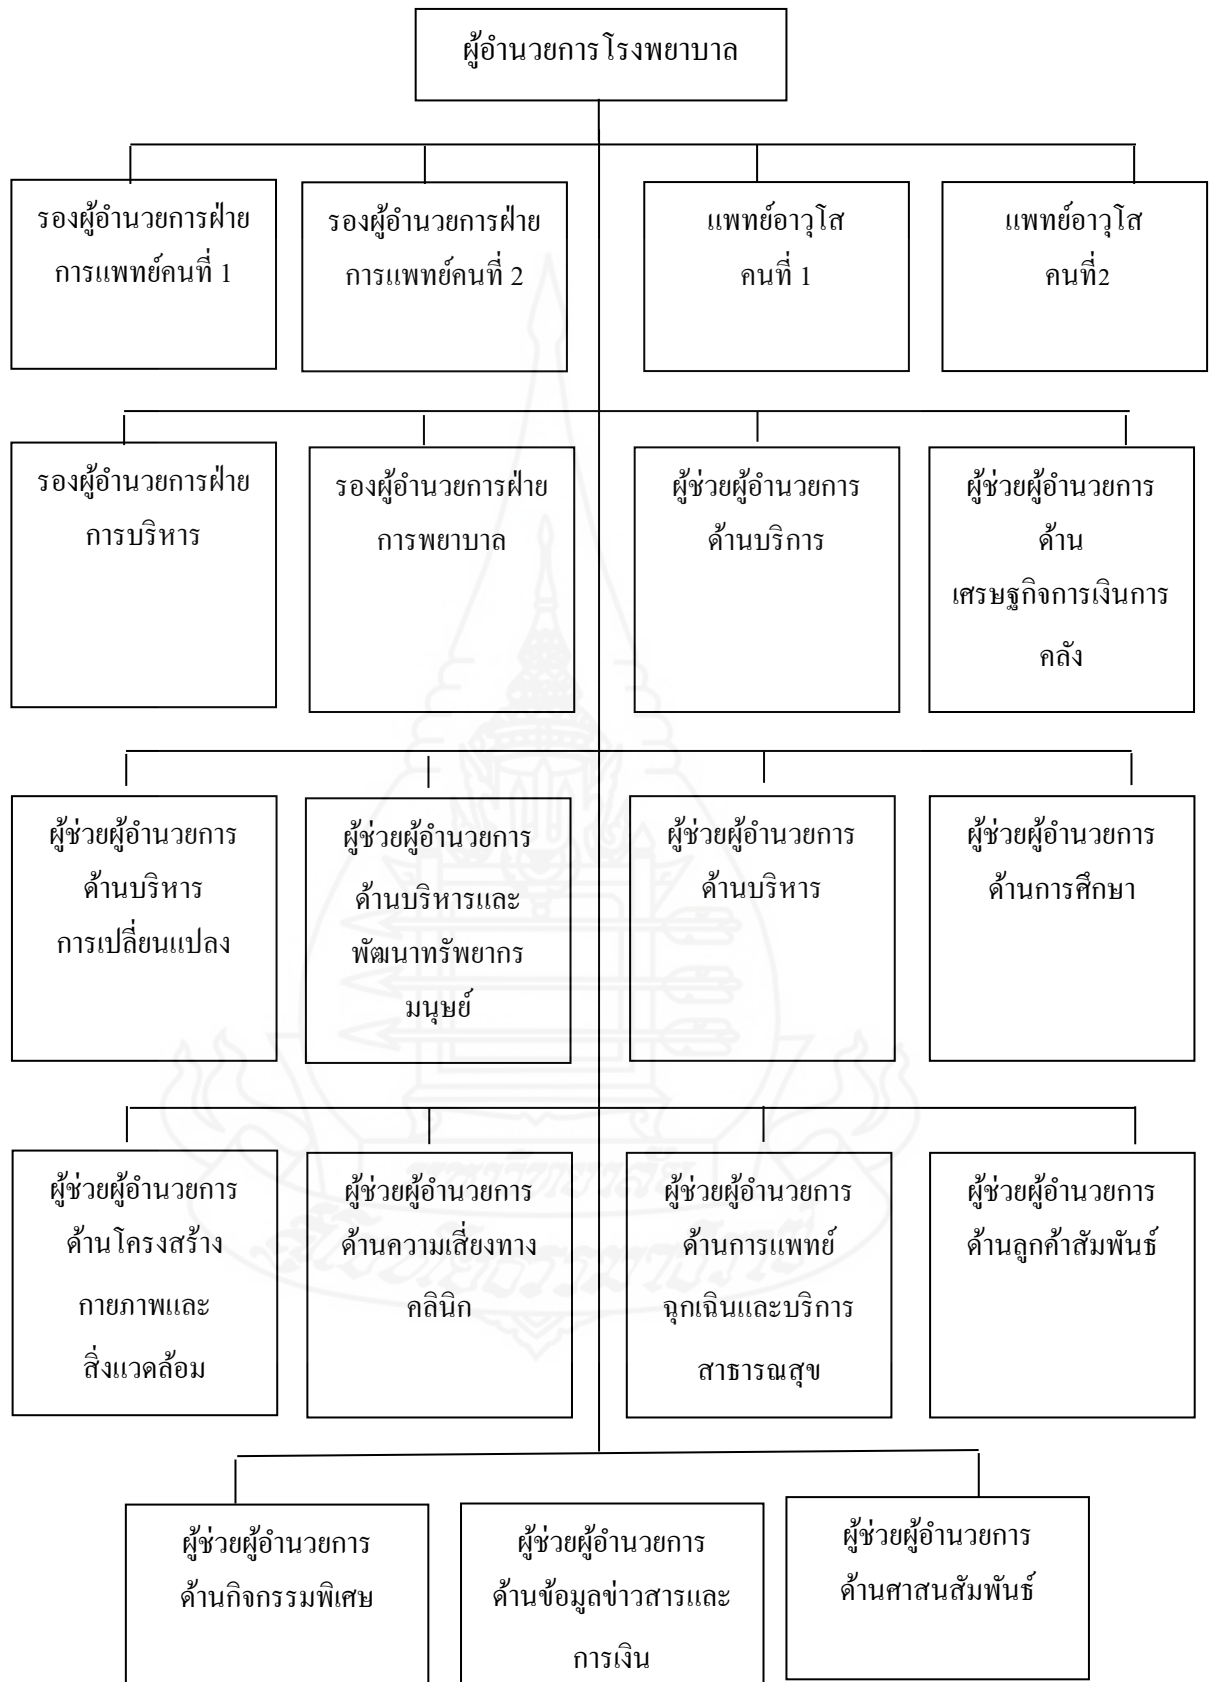 ผู้อำนวยการโรงพยาบาล
รองผู้อำนวยการฝ่าย
การแพทย์คนที่ 1
รองผู้อำนวยการฝ่าย
การแพทย์คนที่ 2
แพทย์อาวุโส
คนที่ 1
แพทย์อาวุโส
คนที่2
รองผู้อำนวยการฝ่าย
การบริหาร
รองผู้อำนวยการฝ่าย
การพยาบาล
ผู้ช่วยผู้อำนวยการ
ด้านบริการ
ผู้ช่วยผู้อำนวยการ
ด้าน
เศรษฐกิจการเงินการ
คลัง
ผู้ช่วยผู้อำนวยการ
ด้านบริหาร
การเปลี่ยนแปลง
ผู้ช่วยผู้อำนวยการ
ด้านบริหารและ
พัฒนาทรัพยากร
มนุษย์
ผู้ช่วยผู้อำนวยการ
ด้านบริหาร
ผู้ช่วยผู้อำนวยการ
ด้านการศึกษา
ผู้ช่วยผู้อำนวยการ
ด้านโครงสร้าง
กายภาพและ
สิ่งแวดล้อม
ผู้ช่วยผู้อำนวยการ
ด้านความเสี่ยงทาง
คลินิก
ผู้ช่วยผู้อำนวยการ
ด้านการแพทย์
ฉุกเฉินและบริการ
สาธารณสุข
ผู้ช่วยผู้อำนวยการ
ด้านลูกค้าสัมพันธ์
มหาวิทยาลัย
สุโขทัยธรรมาธิราช
ผู้ช่วยผู้อำนวยการ
ด้านกิจกรรมพิเศษ
ผู้ช่วยผู้อำนวยการ
ด้านข้อมูลข่าวสารและ
การเงิน
ผู้ช่วยผู้อำนวยการ
ด้านศาสนสัมพันธ์